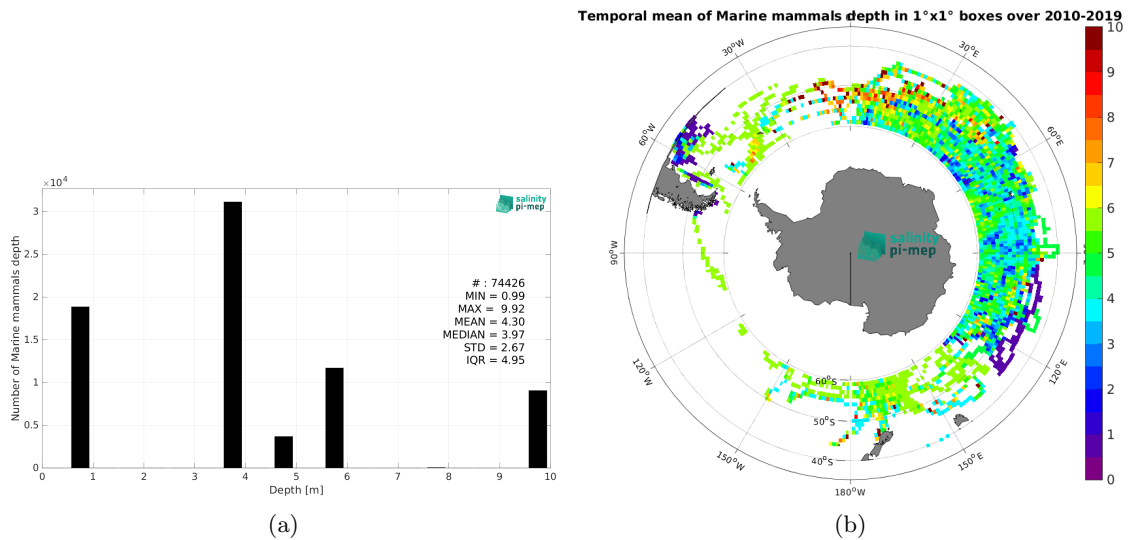 Temporal mean of Marine mammals depth in 1°x1° boxes over 2010-2019
×10⁴
3
2.5
2
1.5
1
0.5
0
Number of Marine mammals depth
0 1 2 3 4 5 6 7 8 9 10
Depth [m]
salinity
pi-mep
# : 74426
MIN = 0.99
MAX = 9.92
MEAN = 4.30
MEDIAN = 3.97
STD = 2.67
IQR = 4.95
(a)
30°W
30°E
60°W
60°E
90°W
120°W
120°E
150°W
150°E
180°W
60°S
50°S
40°S
salinity
pi-mep
10
9
8
7
6
5
4
3
2
1
0
(b)